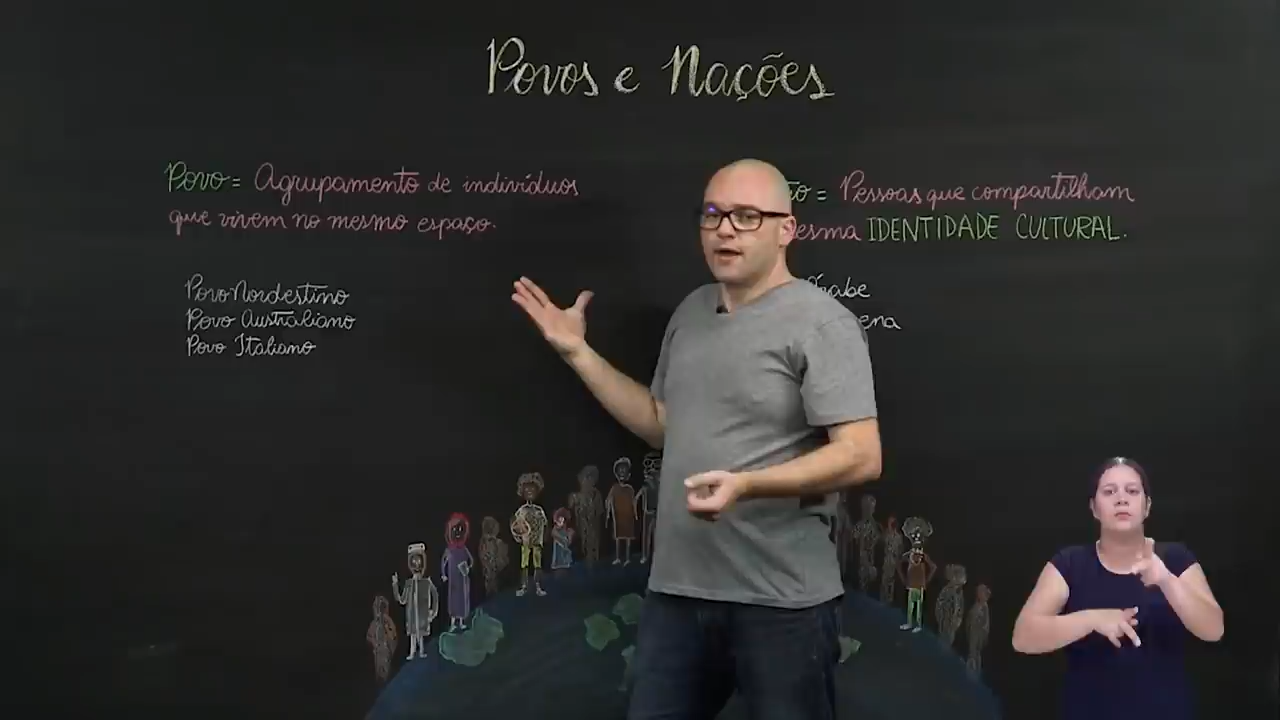 Povos e Nações
Povo = Agrupamento de indivíduos
que vivem no mesmo espaço.
Povo Nordestino
Povo Australiano
Povo Italiano
= Pessoas que compartilham
IDENTIDADE CULTURAL.